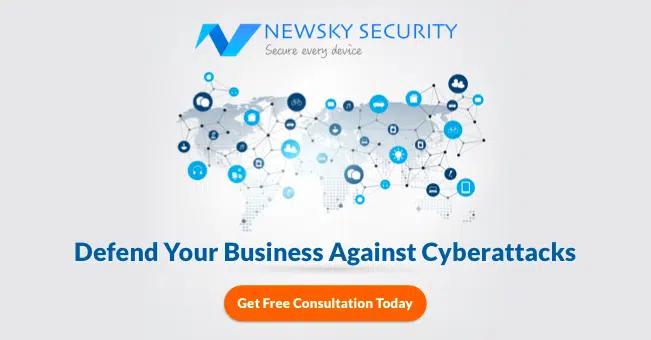 NEWSKY SECURITY
Secure every device
Defend Your Business Against Cyberattacks
Get Free Consultation Today